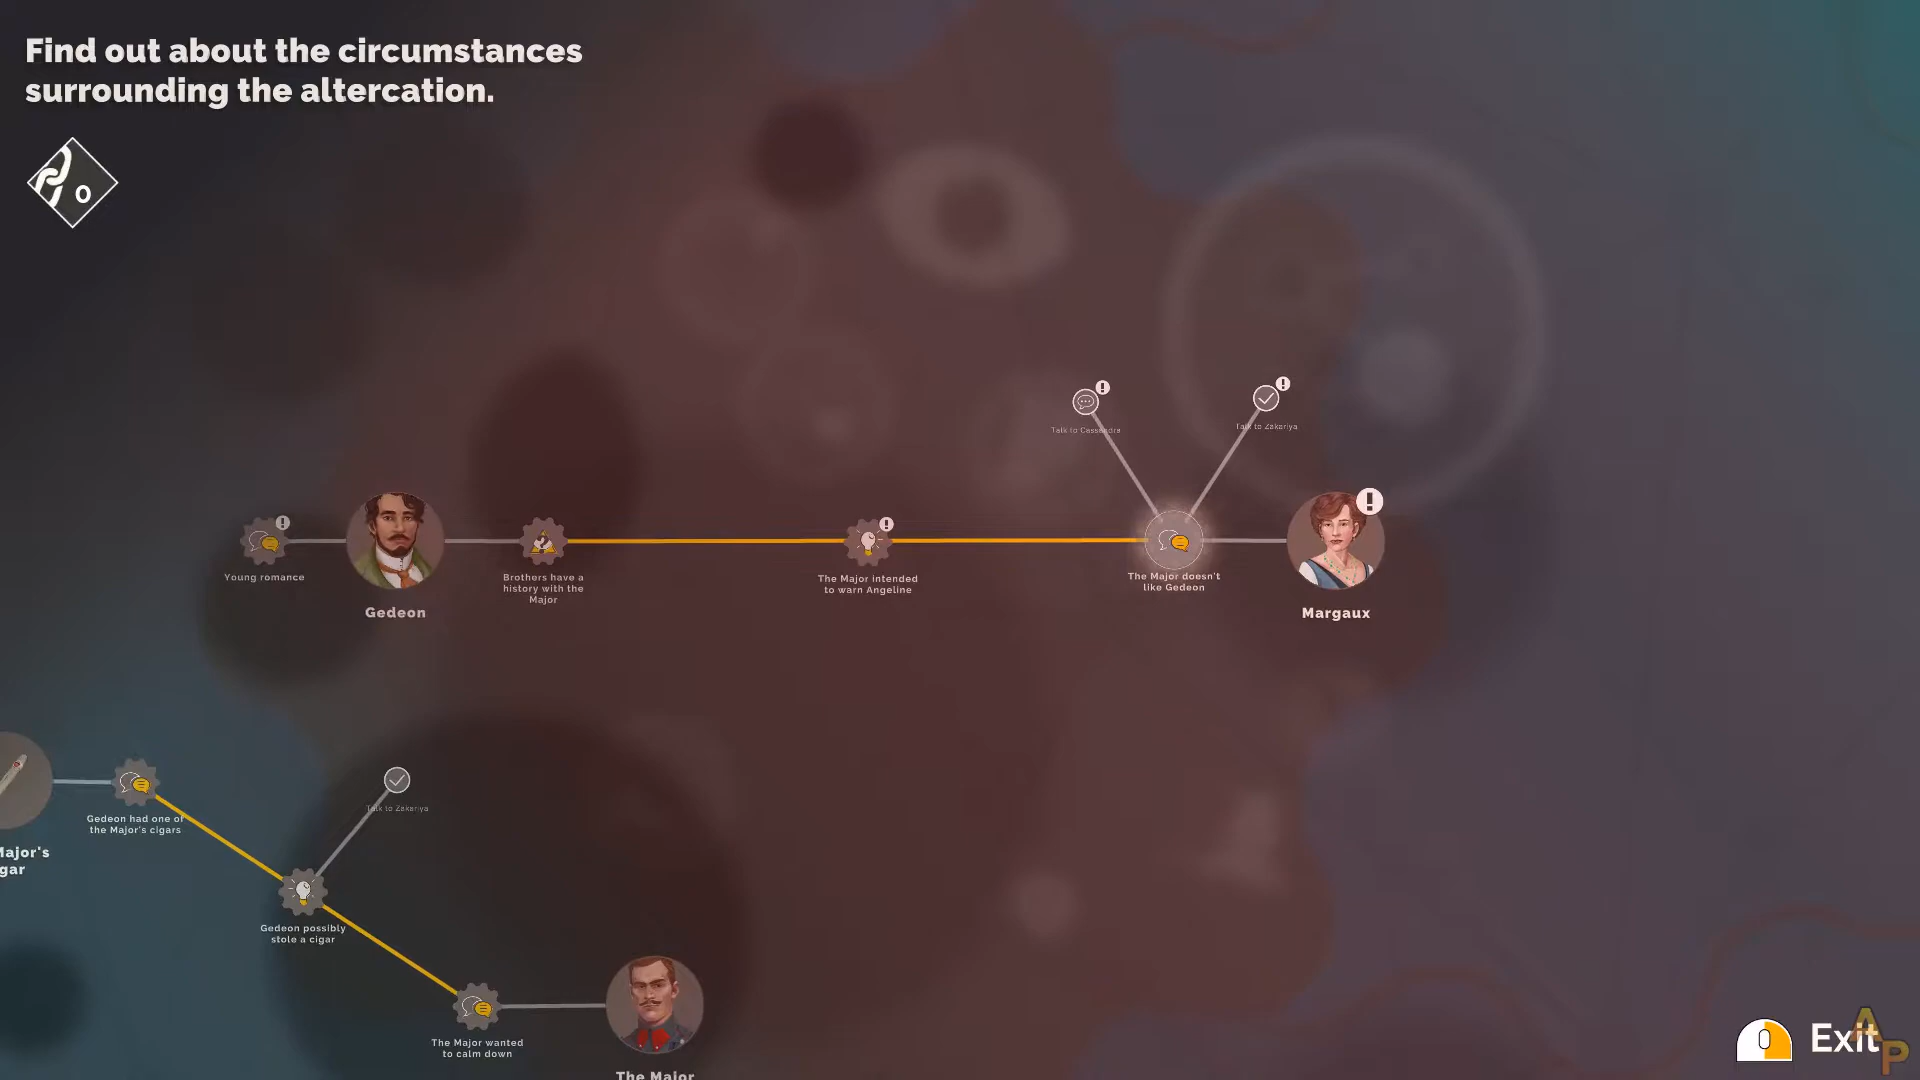 Find out about the circumstances
surrounding the altercation.
0
Talk to Cassandra
Talk to Zakariya
Young romance
Gedeon
Brothers have a
history with the
Major
The Major intended
to warn Angeline
The Major doesn't
like Gedeon
Margaux
Gedeon had one of
the Major's cigars
Talk to Zakariya
Major's
gar
Gedeon possibly
stole a cigar
The Major wanted
to calm down
The Major
Exit
AP